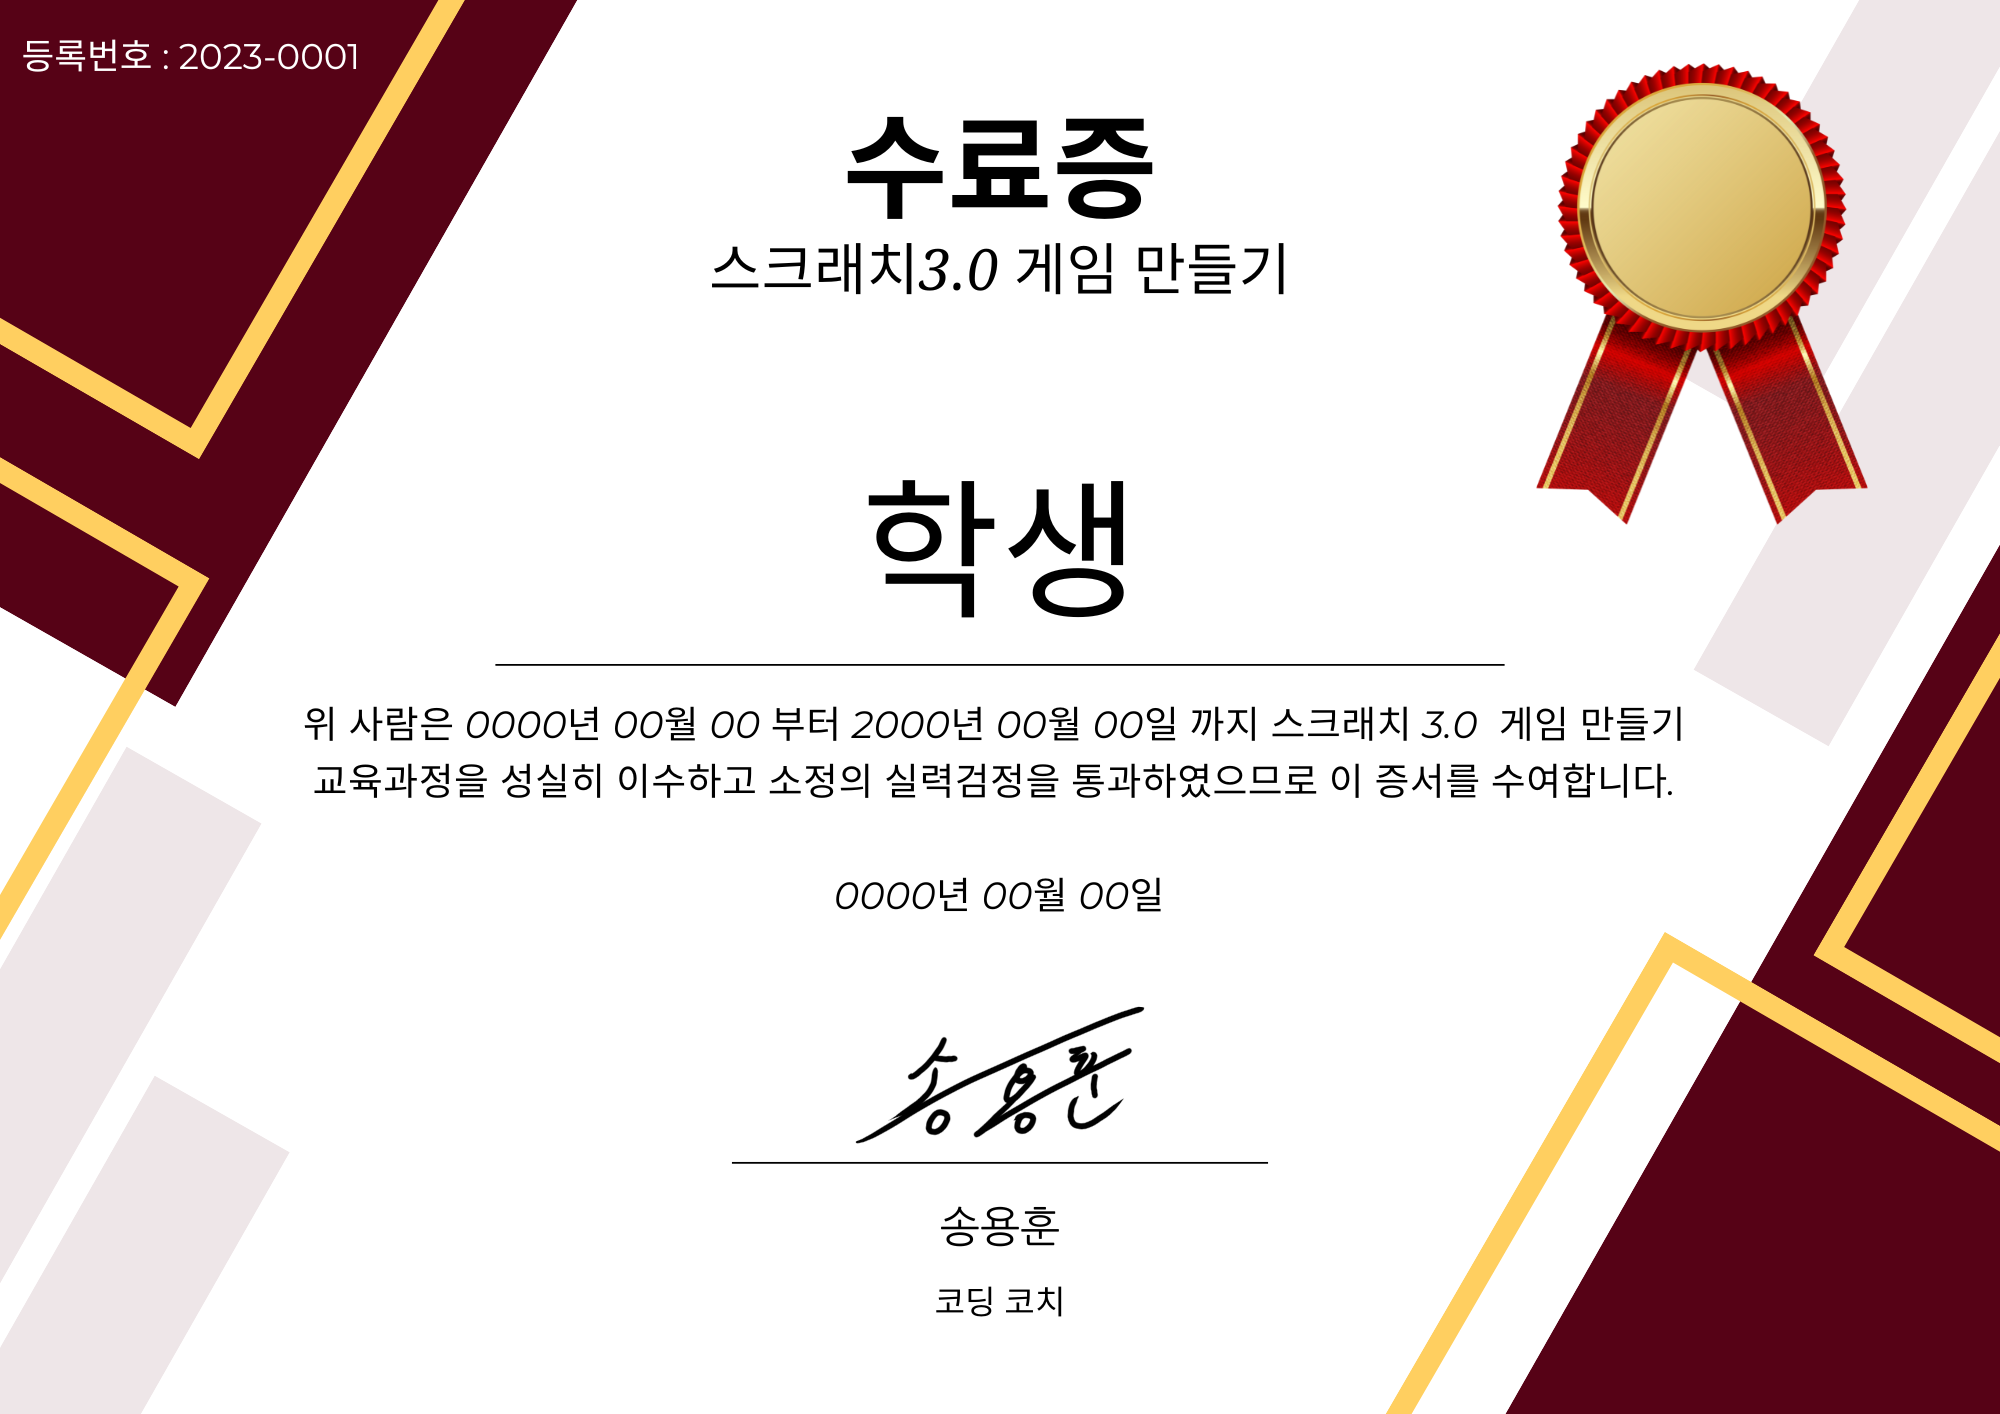 등록번호 : 2023-0001
수료증
스크래치3.0 게임 만들기
학생
위 사람은 0000년 00월 00 부터 2000년 00월 00일 까지 스크래치 3.0 게임 만들기
교육과정을 성실히 이수하고 소정의 실력검정을 통과하였으므로 이 증서를 수여합니다.
0000년 00월 00일
송용훈
송용훈
코딩 코치